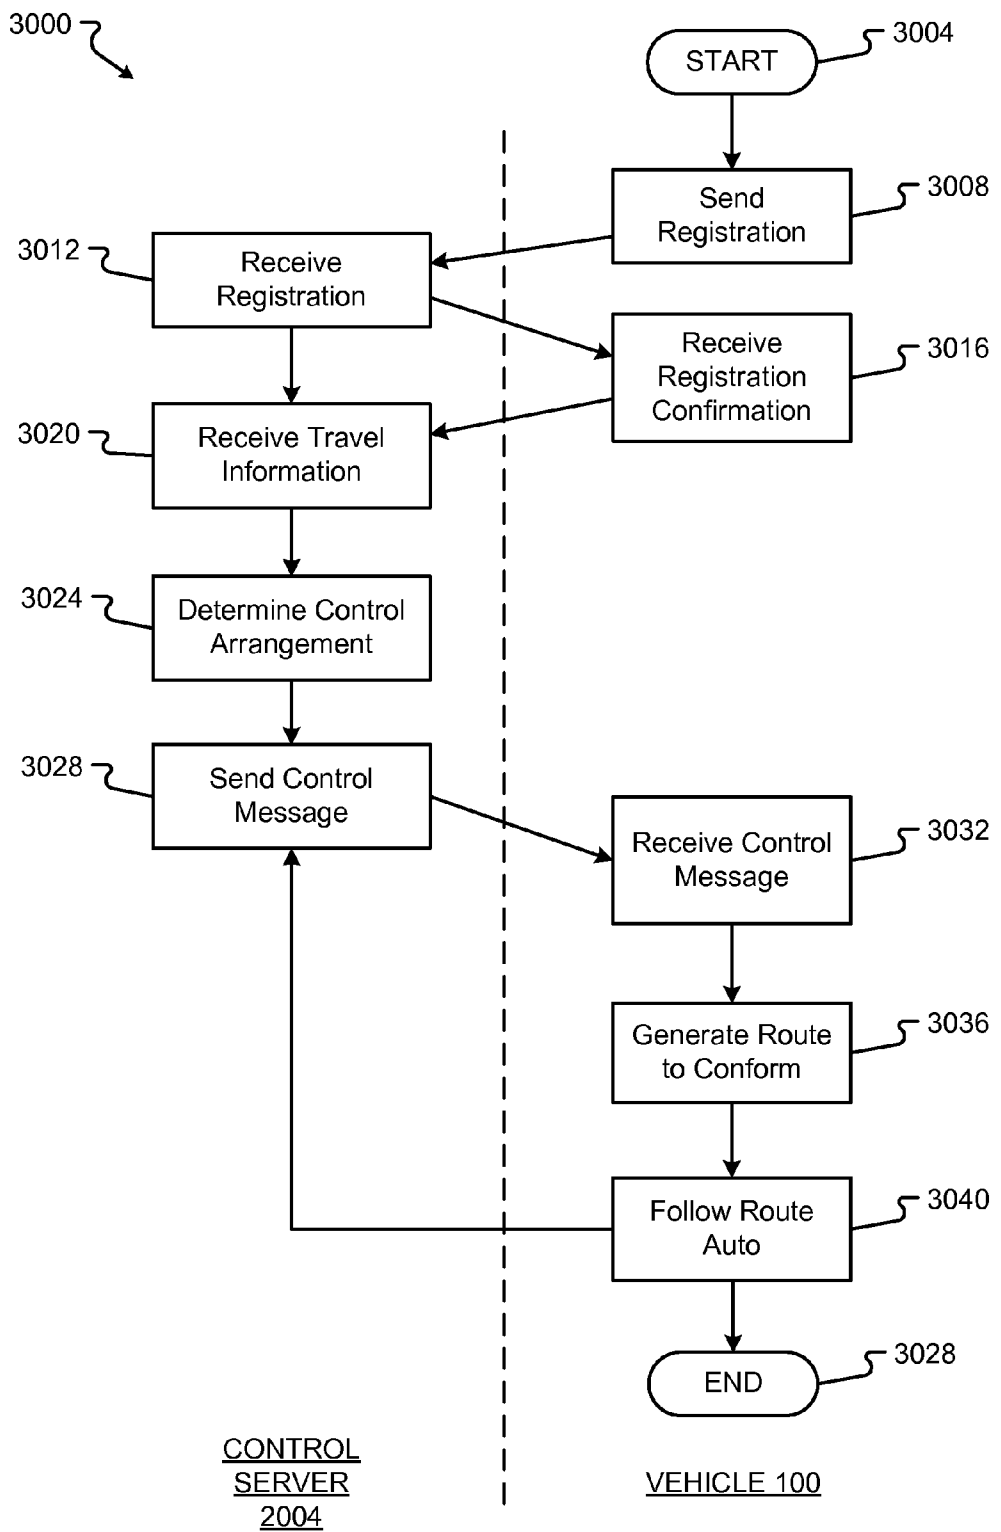 3000
START
3004
Send
Registration
3008
3012
Receive
Registration
Receive
Registration
Confirmation
3016
3020
Receive Travel
Information
3024
Determine Control
Arrangement
3028
Send Control
Message
Receive Control
Message
3032
Generate Route
to Conform
3036
Follow Route
Auto
3040
END
3028
CONTROL
SERVER
2004
VEHICLE 100